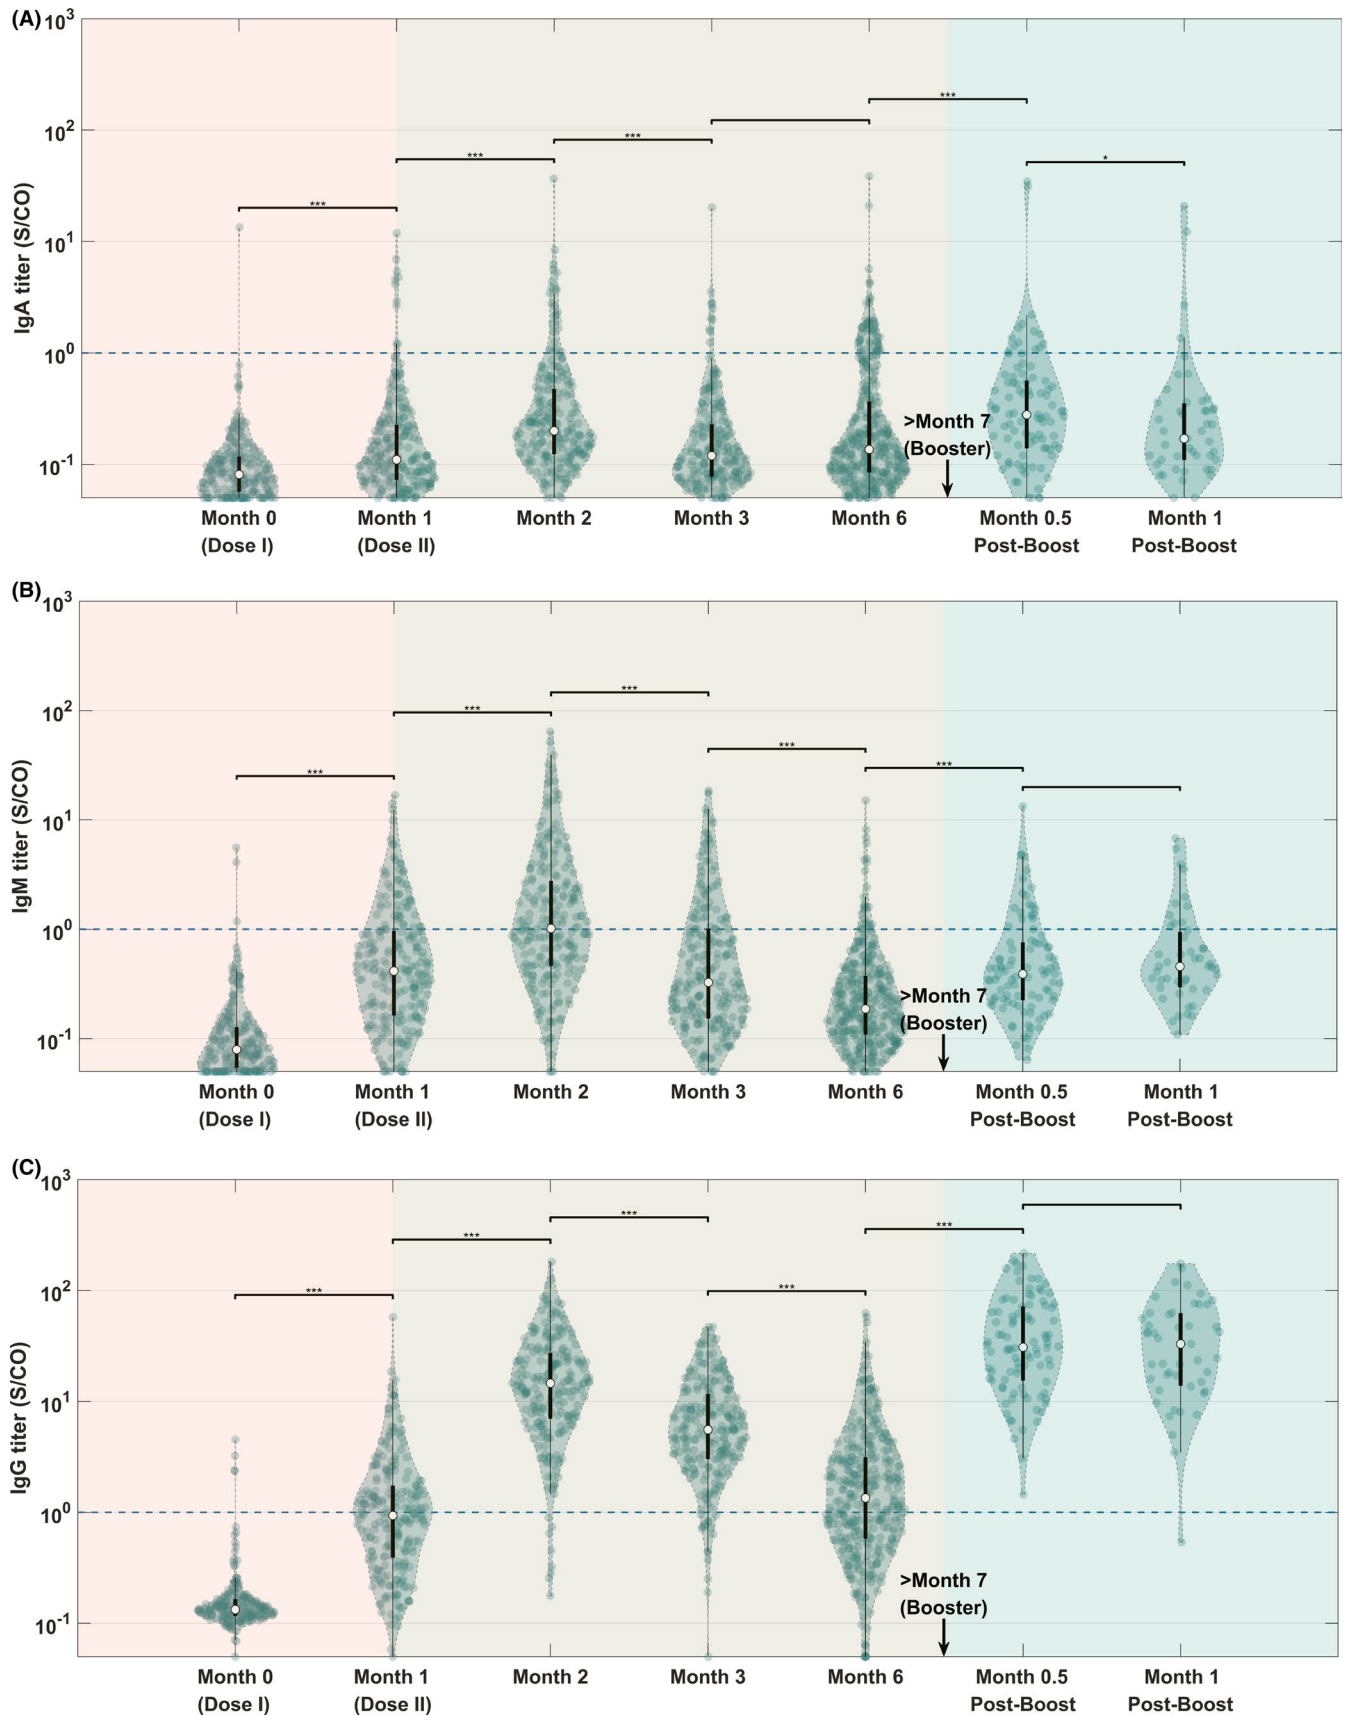 (A)
10³
***
10²
***
***
*
***
10¹
IgA titer (S/CO)
10⁰
>Month 7
(Booster)
10⁻¹
Month 0
(Dose I)
Month 1
(Dose II)
Month 2
Month 3
Month 6
Month 0.5
Post-Boost
Month 1
Post-Boost
(B)
10³
***
10²
***
***
***
***
10¹
IgM titer (S/CO)
10⁰
>Month 7
(Booster)
10⁻¹
Month 0
(Dose I)
Month 1
(Dose II)
Month 2
Month 3
Month 6
Month 0.5
Post-Boost
Month 1
Post-Boost
(C)
10³
***
***
***
10²
***
***
10¹
IgG titer (S/CO)
10⁰
>Month 7
(Booster)
10⁻¹
Month 0
(Dose I)
Month 1
(Dose II)
Month 2
Month 3
Month 6
Month 0.5
Post-Boost
Month 1
Post-Boost